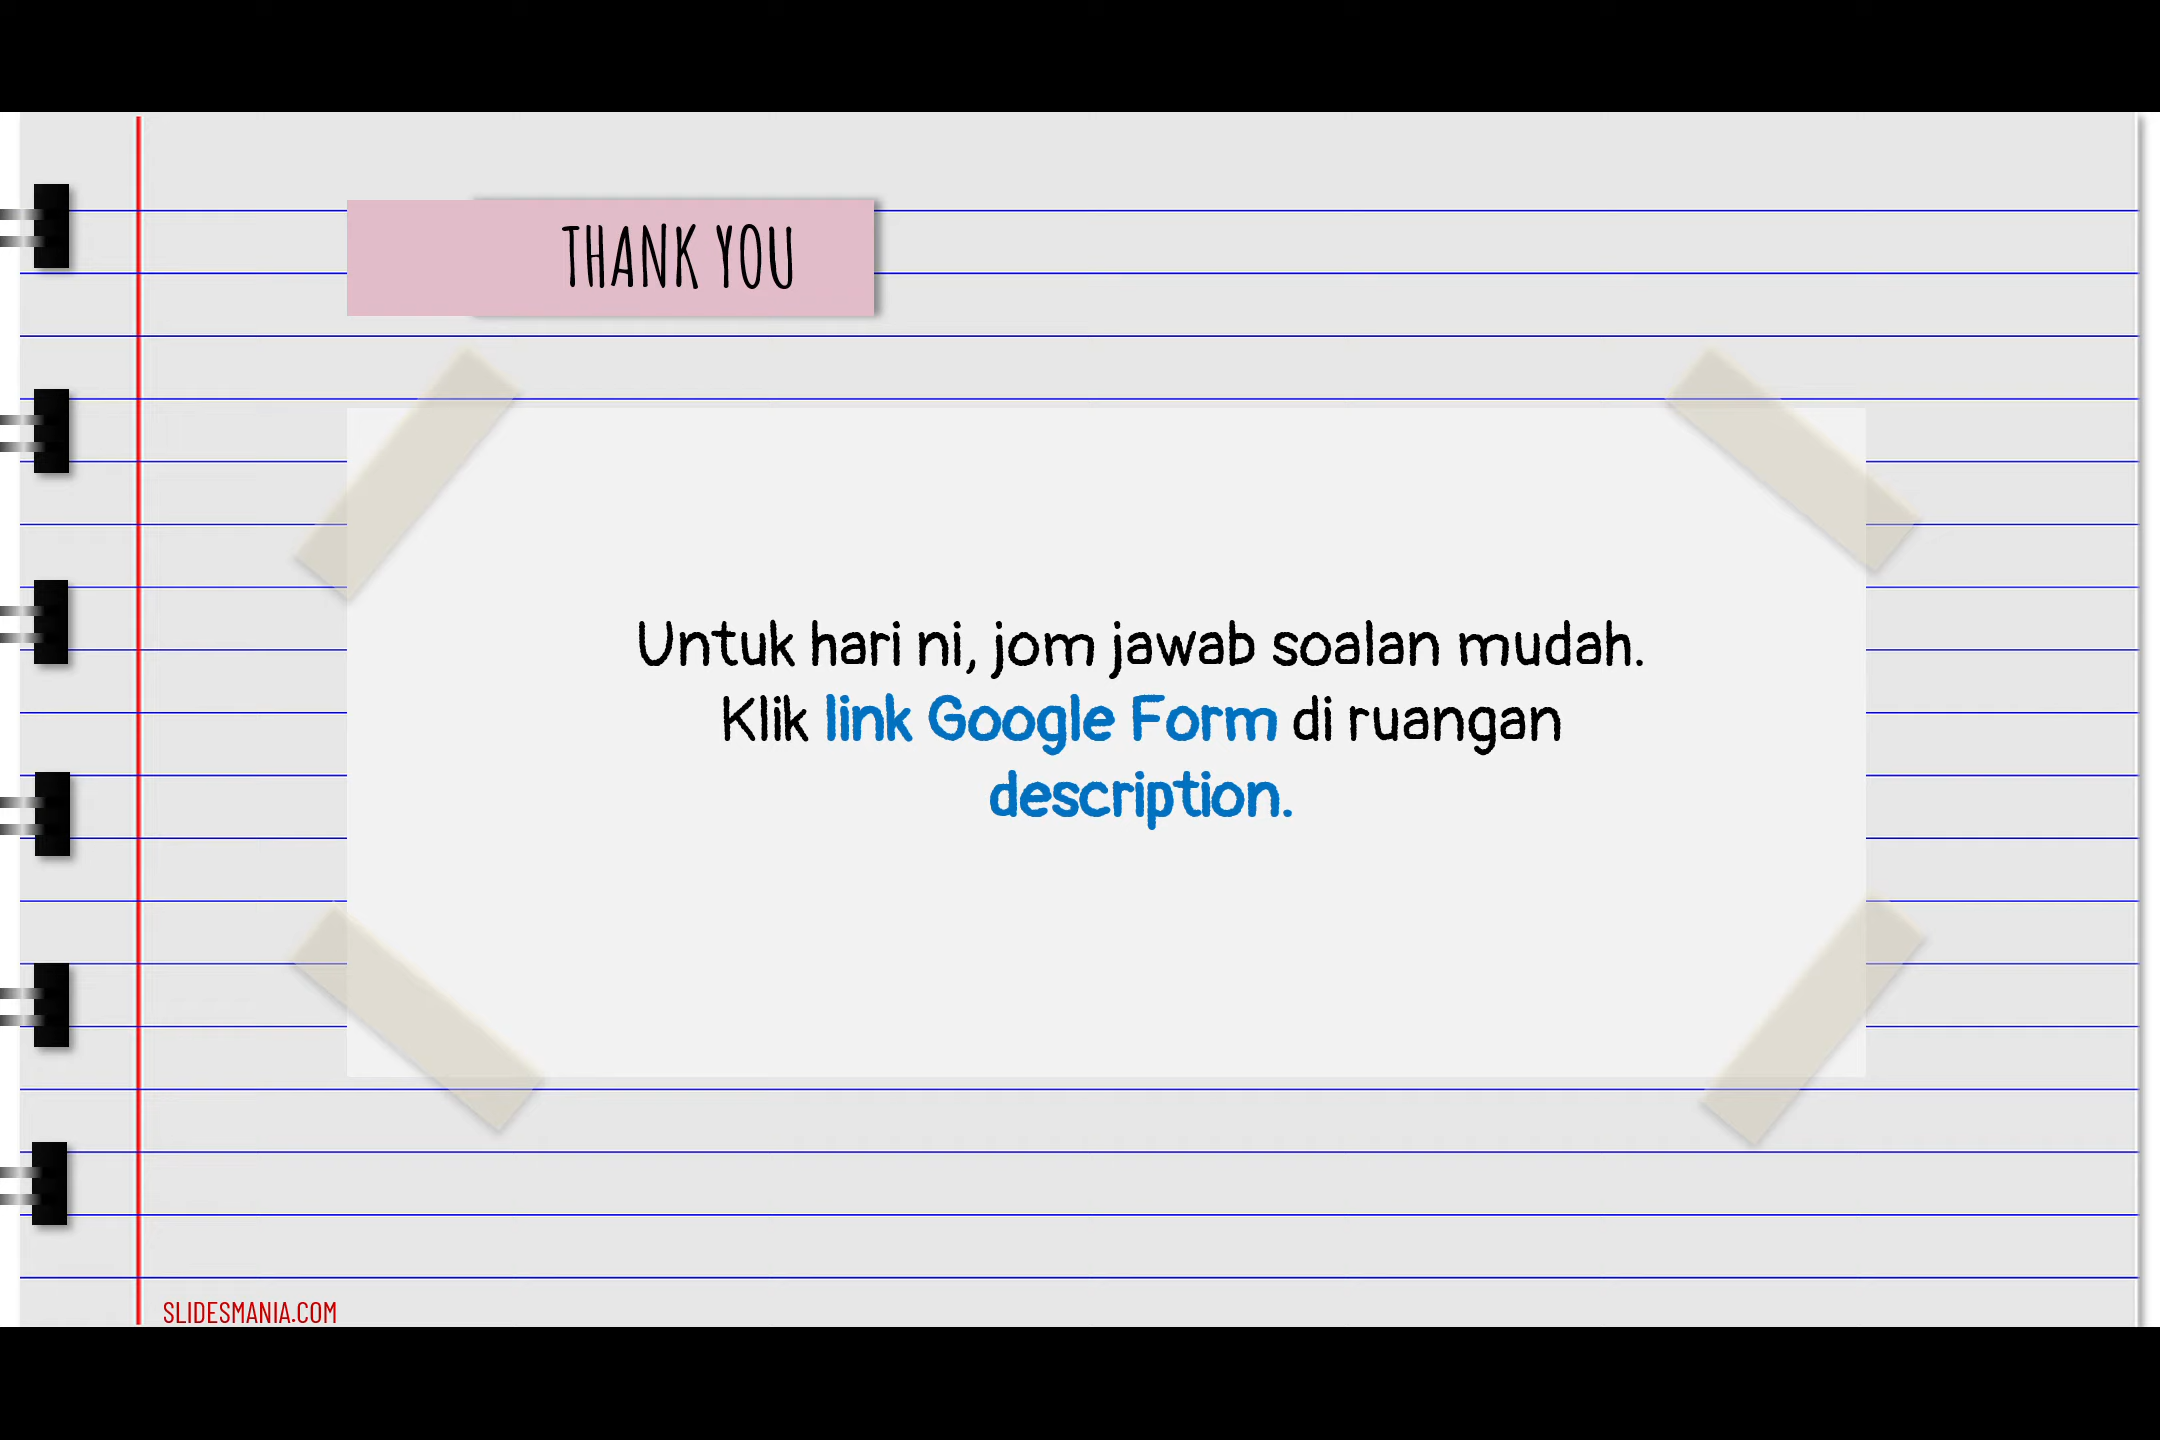 THANK YOU
Untuk hari ni, jom jawab soalan mudah.
Klik link Google Form di ruangan
description.
SLIDESMANIA.COM